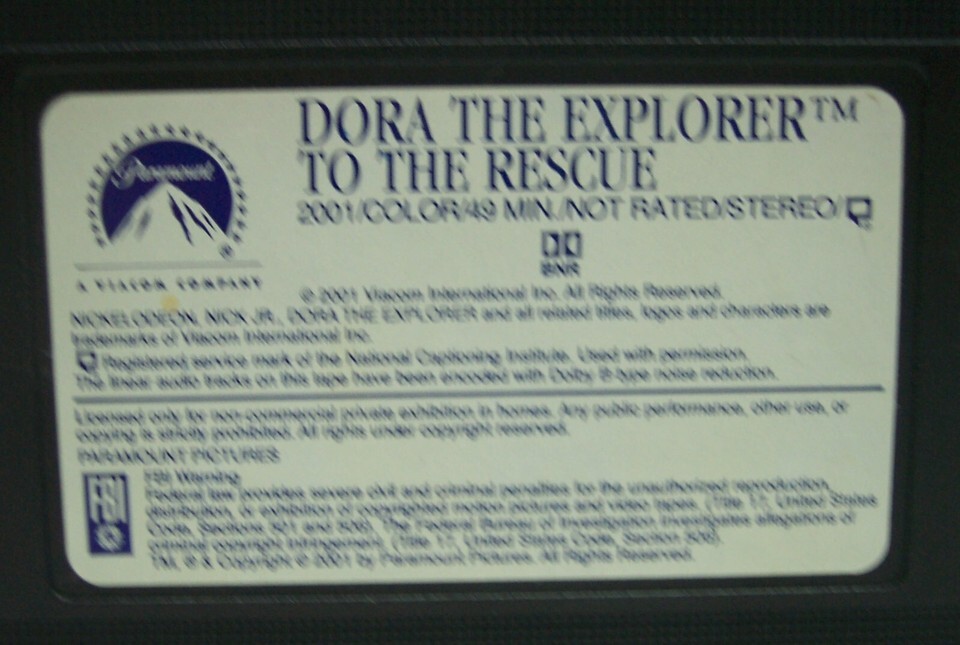 Paramount
A VIACOM COMPANY
DORA THE EXPLORER™
TO THE RESCUE
2001/COLOR/49 MIN./NOT RATED/STEREO/
BNR
© 2001 Viacom International Inc. All Rights Reserved.
NICKELODEON, NICK JR., DORA THE EXPLORER and all related titles, logos and characters are
trademarks of Viacom International Inc.
Registered service mark of the National Captioning Institute. Used with permission.
The linear audio tracks on this tape have been encoded with Dolby B-type noise reduction.
Licensed only for non-commercial private exhibition in homes. Any public performance, other use, or
copying is strictly prohibited. All rights under copyright reserved.
PARAMOUNT PICTURES
FBI
FBI Warning
Federal law provides severe civil and criminal penalties for the unauthorized reproduction,
distribution, or exhibition of copyrighted motion pictures and video tapes. (Title 17, United States
Code, Sections 501 and 506). The Federal Bureau of Investigation investigates allegations of
criminal copyright infringement. (Title 17, United States Code, Section 506).
TM, ® & Copyright © 2001 by Paramount Pictures. All Rights Reserved.